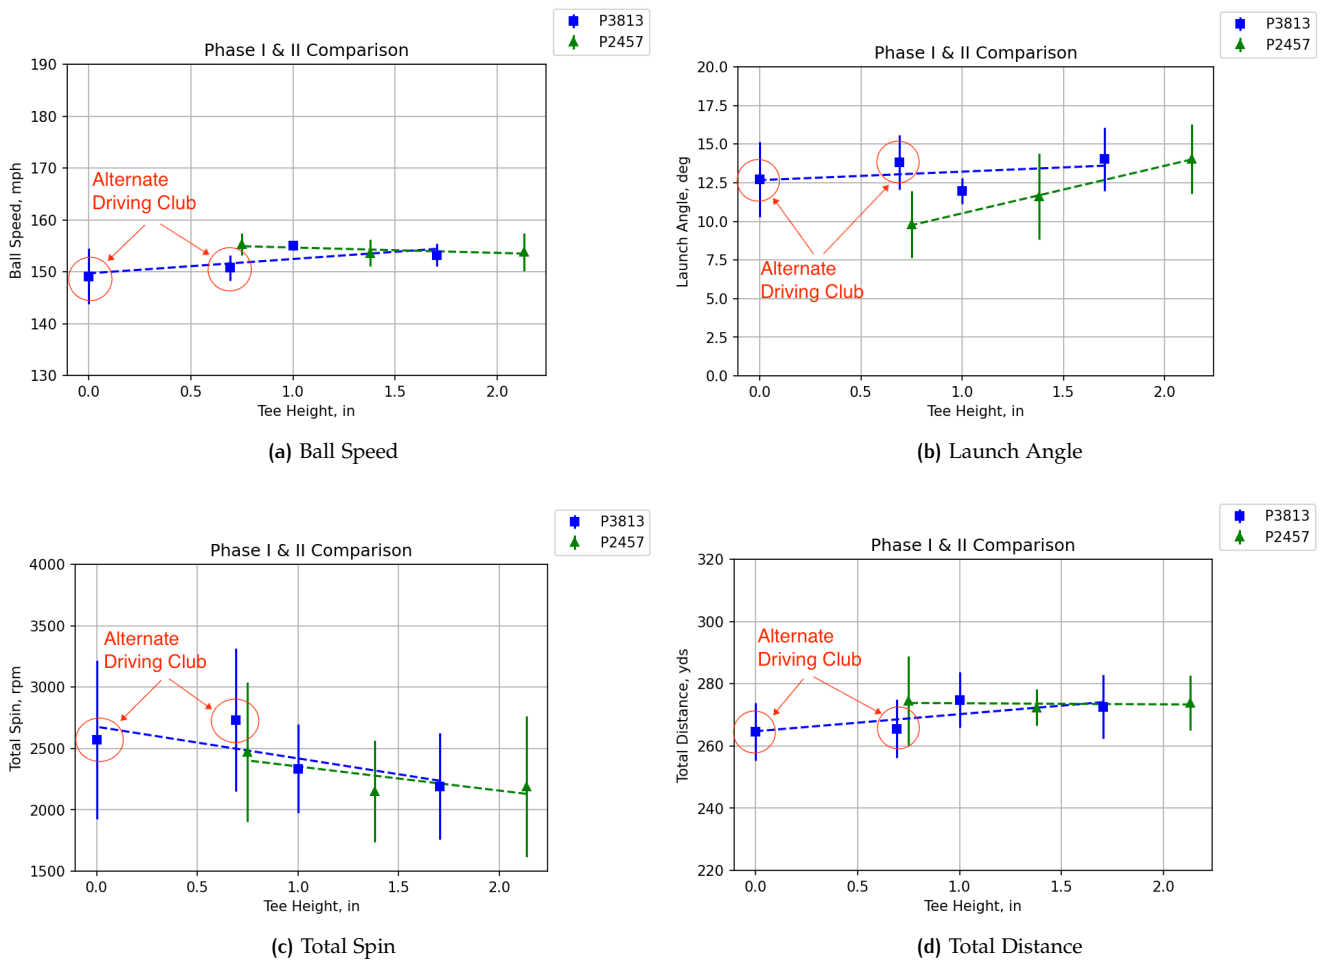 P3813
P2457
Phase I & II Comparison
190
180
170
160
150
140
130
Ball Speed, mph
Alternate
Driving Club
0.0 0.5 1.0 1.5 2.0
Tee Height, in
(a) Ball Speed
P3813
P2457
Phase I & II Comparison
20.0
17.5
15.0
12.5
10.0
7.5
5.0
2.5
0.0
Launch Angle, deg
Alternate
Driving Club
0.0 0.5 1.0 1.5 2.0
Tee Height, in
(b) Launch Angle
P3813
P2457
Phase I & II Comparison
4000
3500
3000
2500
2000
1500
Total Spin, rpm
Alternate
Driving Club
0.0 0.5 1.0 1.5 2.0
Tee Height, in
(c) Total Spin
P3813
P2457
Phase I & II Comparison
320
300
280
260
240
220
Total Distance, yds
Alternate
Driving Club
0.0 0.5 1.0 1.5 2.0
Tee Height, in
(d) Total Distance